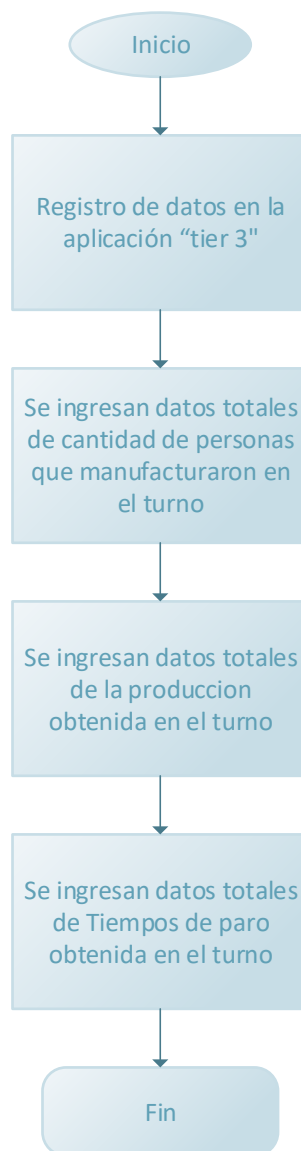 Inicio
Registro de datos en la
aplicación “tier 3"
Se ingresan datos totales
de cantidad de personas
que manufacturaron en
el turno
Se ingresan datos totales
de la produccion
obtenida en el turno
Se ingresan datos totales
de Tiempos de paro
obtenida en el turno
Fin